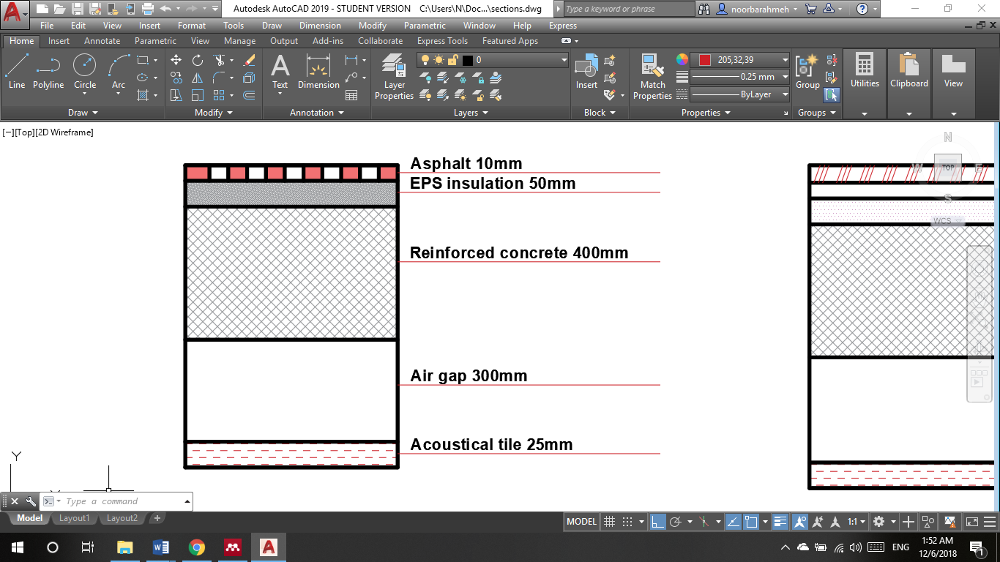 Autodesk AutoCAD 2019 - STUDENT VERSION C:\Users\N\Doc...\sections.dwg
Type a keyword or phrase
noorbarahmeh
File Edit View Insert Format Tools Draw Dimension Modify Parametric Window Help Express
Home Insert Annotate Parametric View Manage Output Add-ins Collaborate Express Tools Featured Apps
Line Polyline Circle Arc
Text Dimension
Layer Properties
0
Insert
Match Properties
205,32,39
0.25 mm
ByLayer
Group
Utilities Clipboard View
Draw Modify Annotation Layers Block Properties Groups
[−][Top][2D Wireframe]
Asphalt 10mm
EPS insulation 50mm
Reinforced concrete 400mm
Air gap 300mm
Acoustical tile 25mm
N
W TOP E
S
WCS
Y
Type a command
Model Layout1 Layout2 +
MODEL
1:1
ENG
1:52 AM
12/6/2018
1